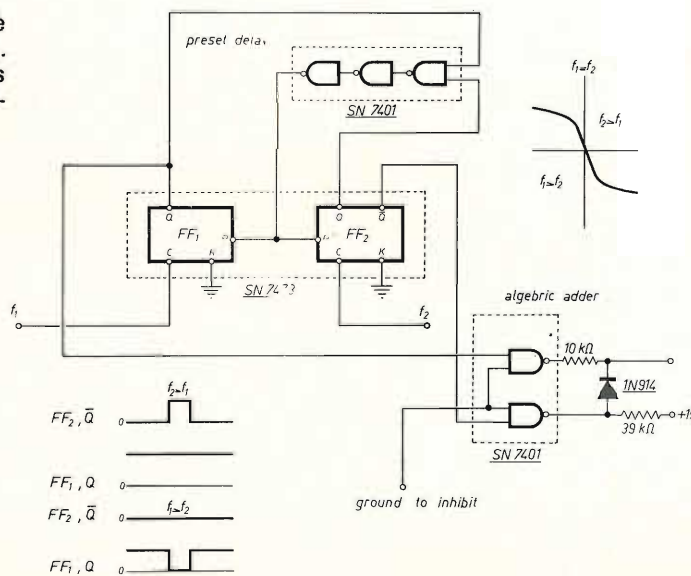 e
.
s
-
preset delay
SN 7401
f1=f2
f2>f1
f1>f2
Q
Q Q̅
FF1
FF2
C K
C K
f1
f2
algebric adder
10 kΩ
1N914
39 kΩ
SN 7401
ground to inhibit
f2>f1
FF2, Q̅ 0
FF1, Q
FF2, Q̅ 0
f1>f2
FF1, Q 0